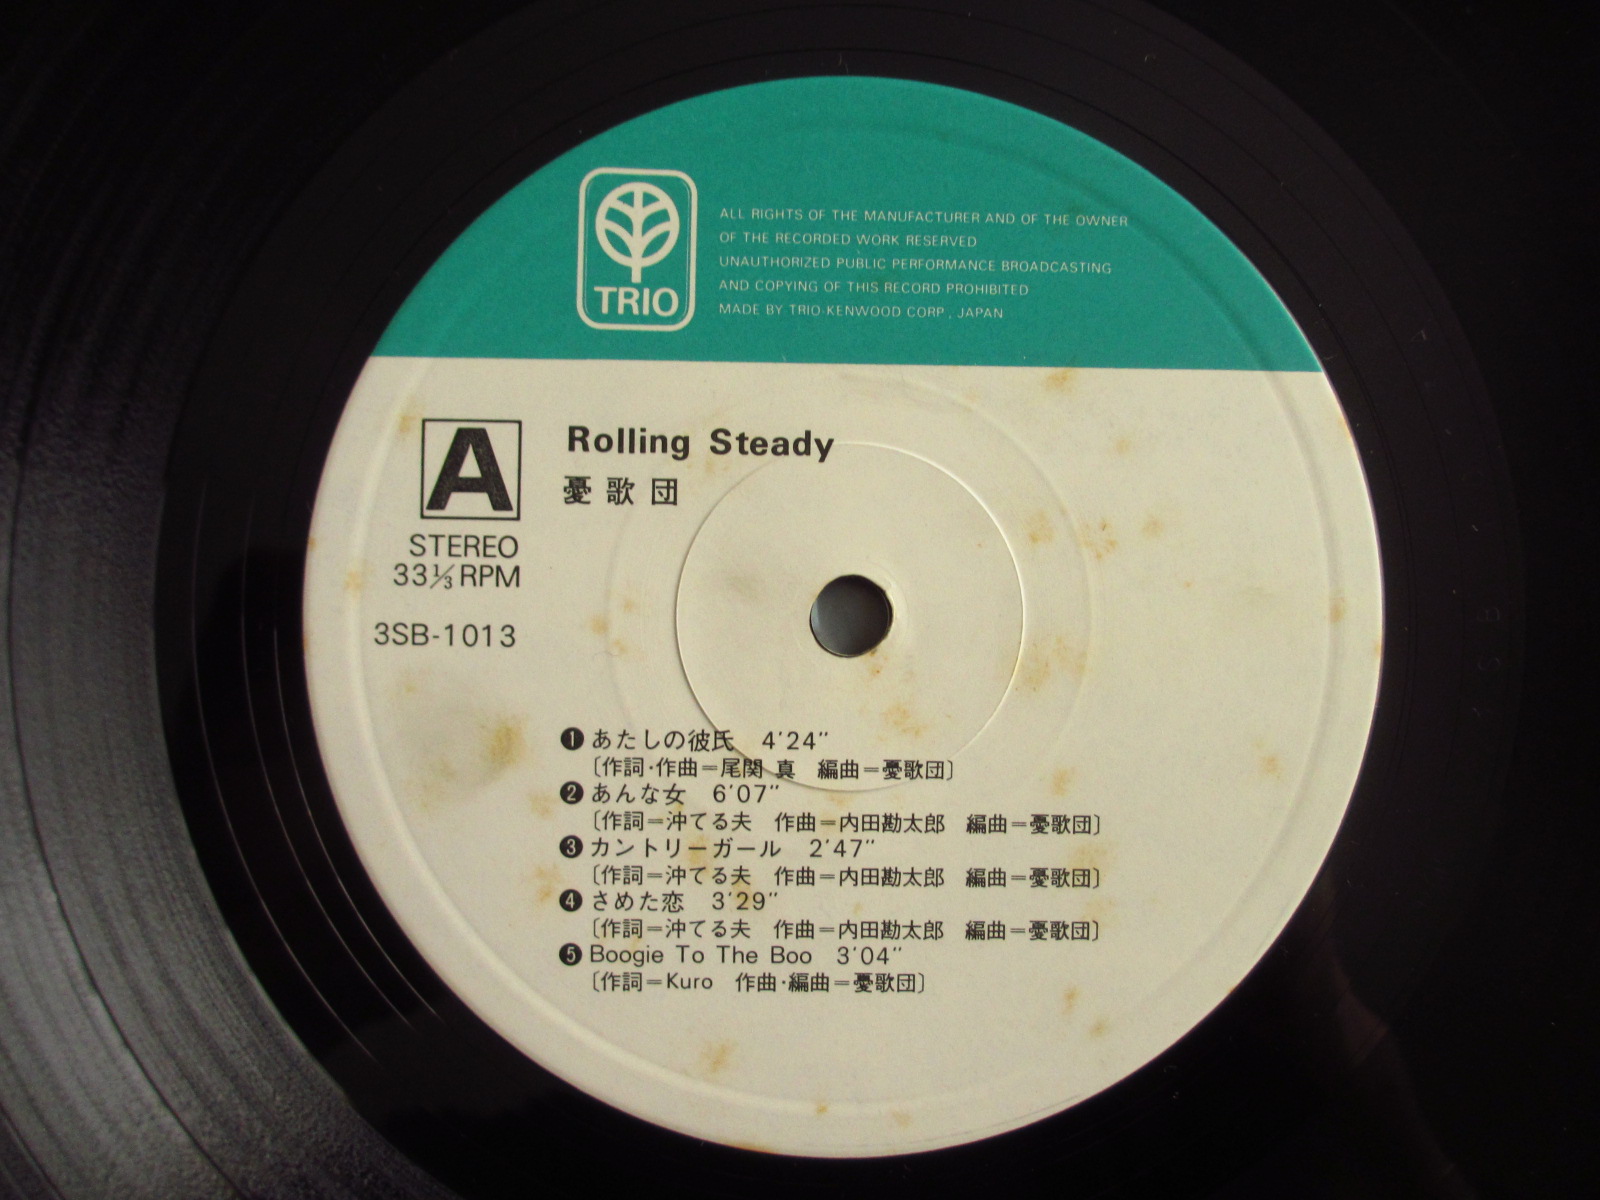 TRIO
ALL RIGHTS OF THE MANUFACTURER AND OF THE OWNER
OF THE RECORDED WORK RESERVED
UNAUTHORIZED PUBLIC PERFORMANCE BROADCASTING
AND COPYING OF THIS RECORD PROHIBITED
MADE BY TRIO-KENWOOD CORP., JAPAN
A
STEREO
33⅓RPM
3SB-1013
Rolling Steady
憂歌団
❶あたしの彼氏 4'24"
〔作詞・作曲=尾関 真 編曲=憂歌団〕
❷あんな女 6'07"
〔作詞=沖てる夫 作曲=内田勘太郎 編曲=憂歌団〕
❸カントリーガール 2'47"
〔作詞=沖てる夫 作曲=内田勘太郎 編曲=憂歌団〕
❹さめた恋 3'29"
〔作詞=沖てる夫 作曲=内田勘太郎 編曲=憂歌団〕
❺Boogie To The Boo 3'04"
〔作詞=Kuro 作曲・編曲=憂歌団〕